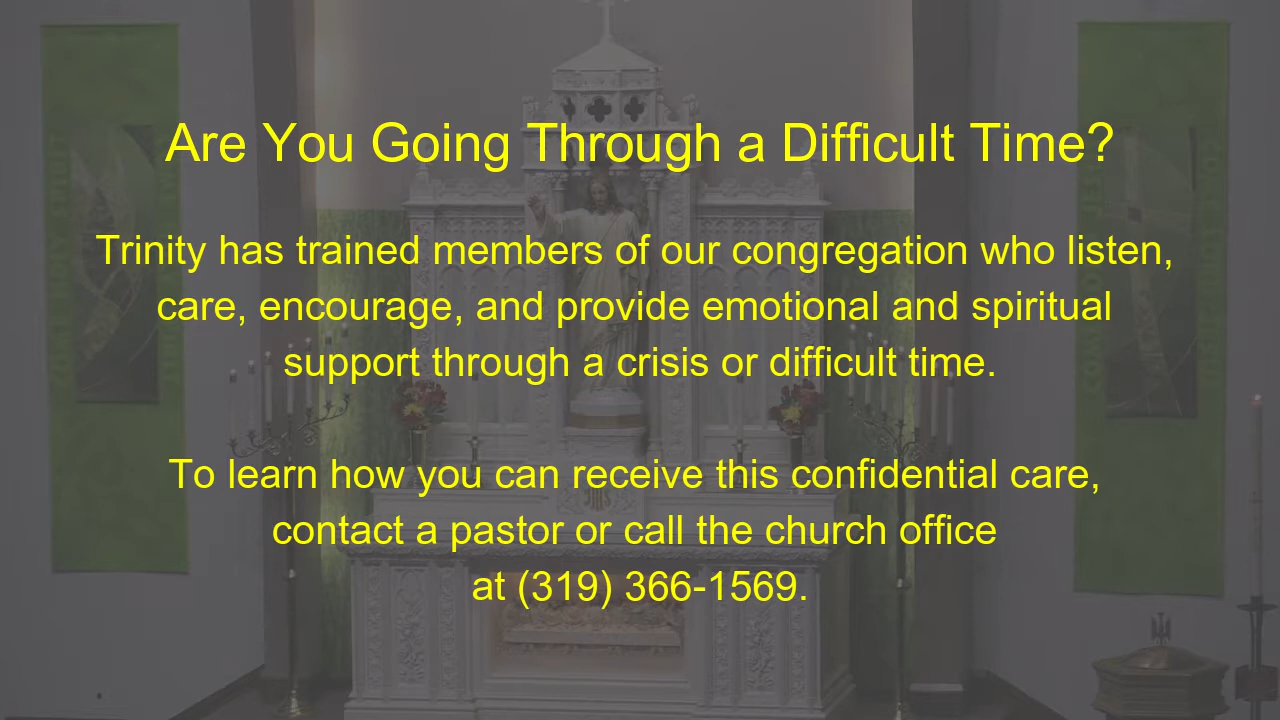 Are You Going Through a Difficult Time?
Trinity has trained members of our congregation who listen,
care, encourage, and provide emotional and spiritual
support through a crisis or difficult time.
To learn how you can receive this confidential care,
contact a pastor or call the church office
at (319) 366-1569.